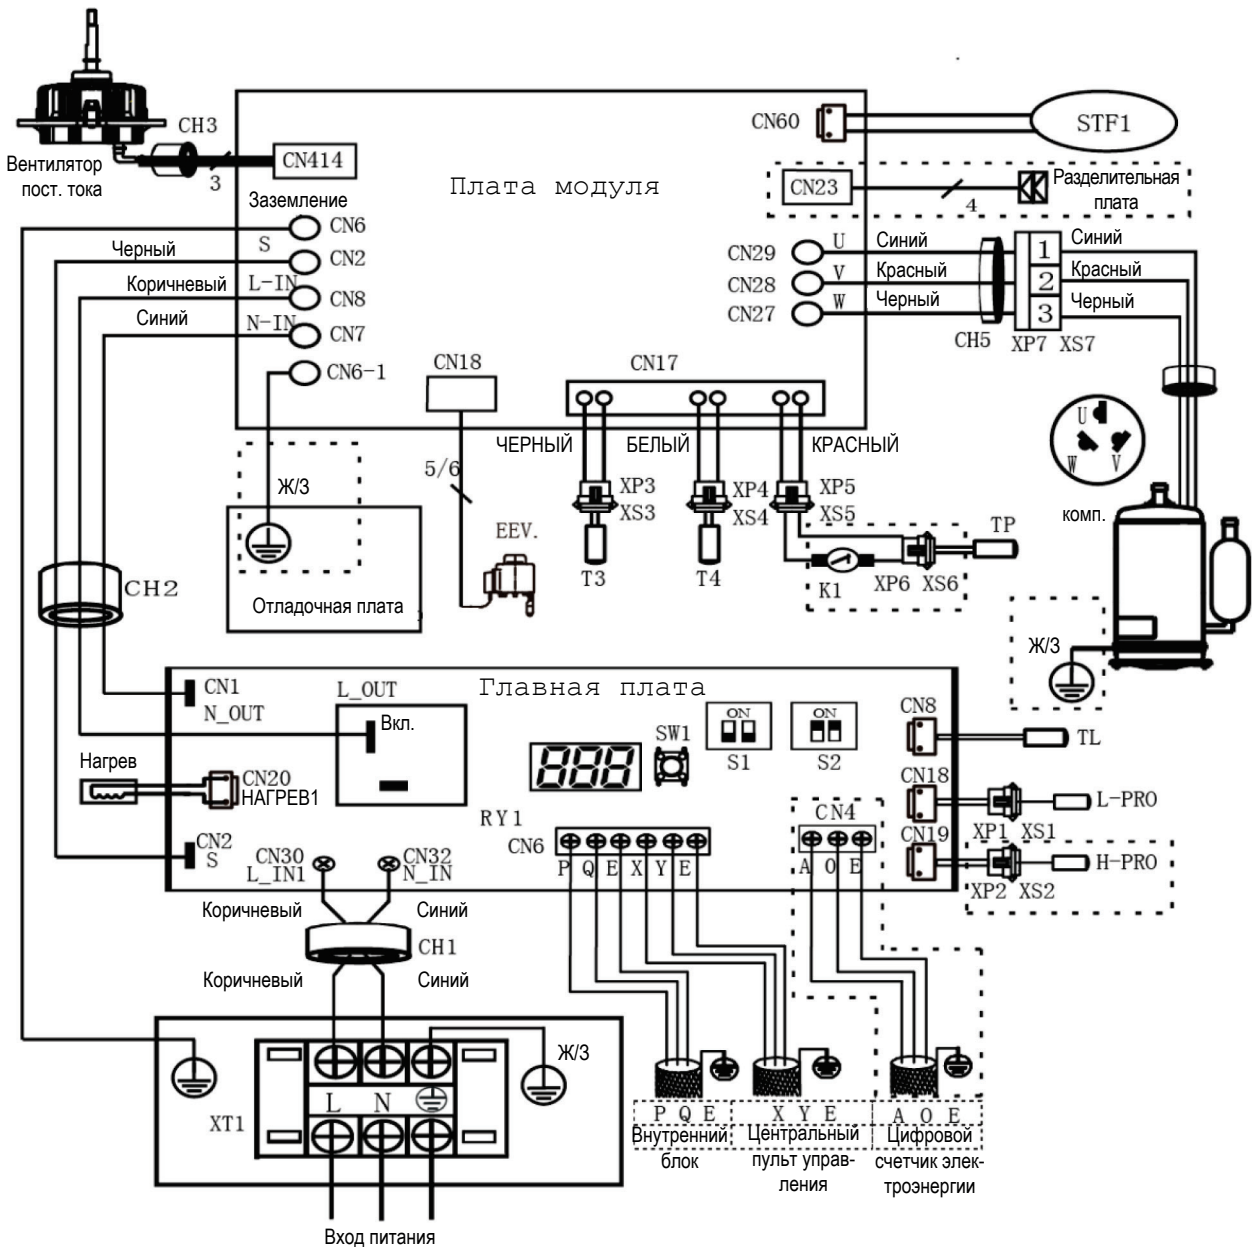 CH3
CN414
3
Вентилятор
пост. тока
Плата модуля
CN60
STF1
CN23
4
Разделительная
плата
Заземление
CN6
S
Черный
CN2
Коричневый
L-IN
CN8
Синий
N-IN
CN7
CN6-1
CN29
U
Синий
1
Синий
CN28
V
Красный
2
Красный
CN27
W
Черный
3
Черный
CH5
XP7
XS7
CN18
CN17
ЧЕРНЫЙ
БЕЛЫЙ
КРАСНЫЙ
5/6
XP3
XS3
XP4
XS4
XP5
XS5
T3
T4
K1
XP6
XS6
TP
EEV.
U
W
V
комп.
Ж/З
Отладочная плата
CH2
Ж/З
Главная плата
CN1
N_OUT
L_OUT
Вкл.
Нагрев
CN20
НАГРЕВ1
CN2
S
RY1
SW1
ON
S1
ON
S2
CN8
TL
CN18
L-PRO
XP1
XS1
CN19
H-PRO
XP2
XS2
CN6
P Q E X Y E
CN4
A O E
CN30
L_IN1
CN32
N_IN
Коричневый
Синий
CH1
Коричневый
Синий
Ж/З
XT1
L
N
Вход питания
P Q E
Внутренний
блок
X Y E
Центральный
пульт управ-
ления
A O E
Цифровой
счетчик элек-
троэнергии